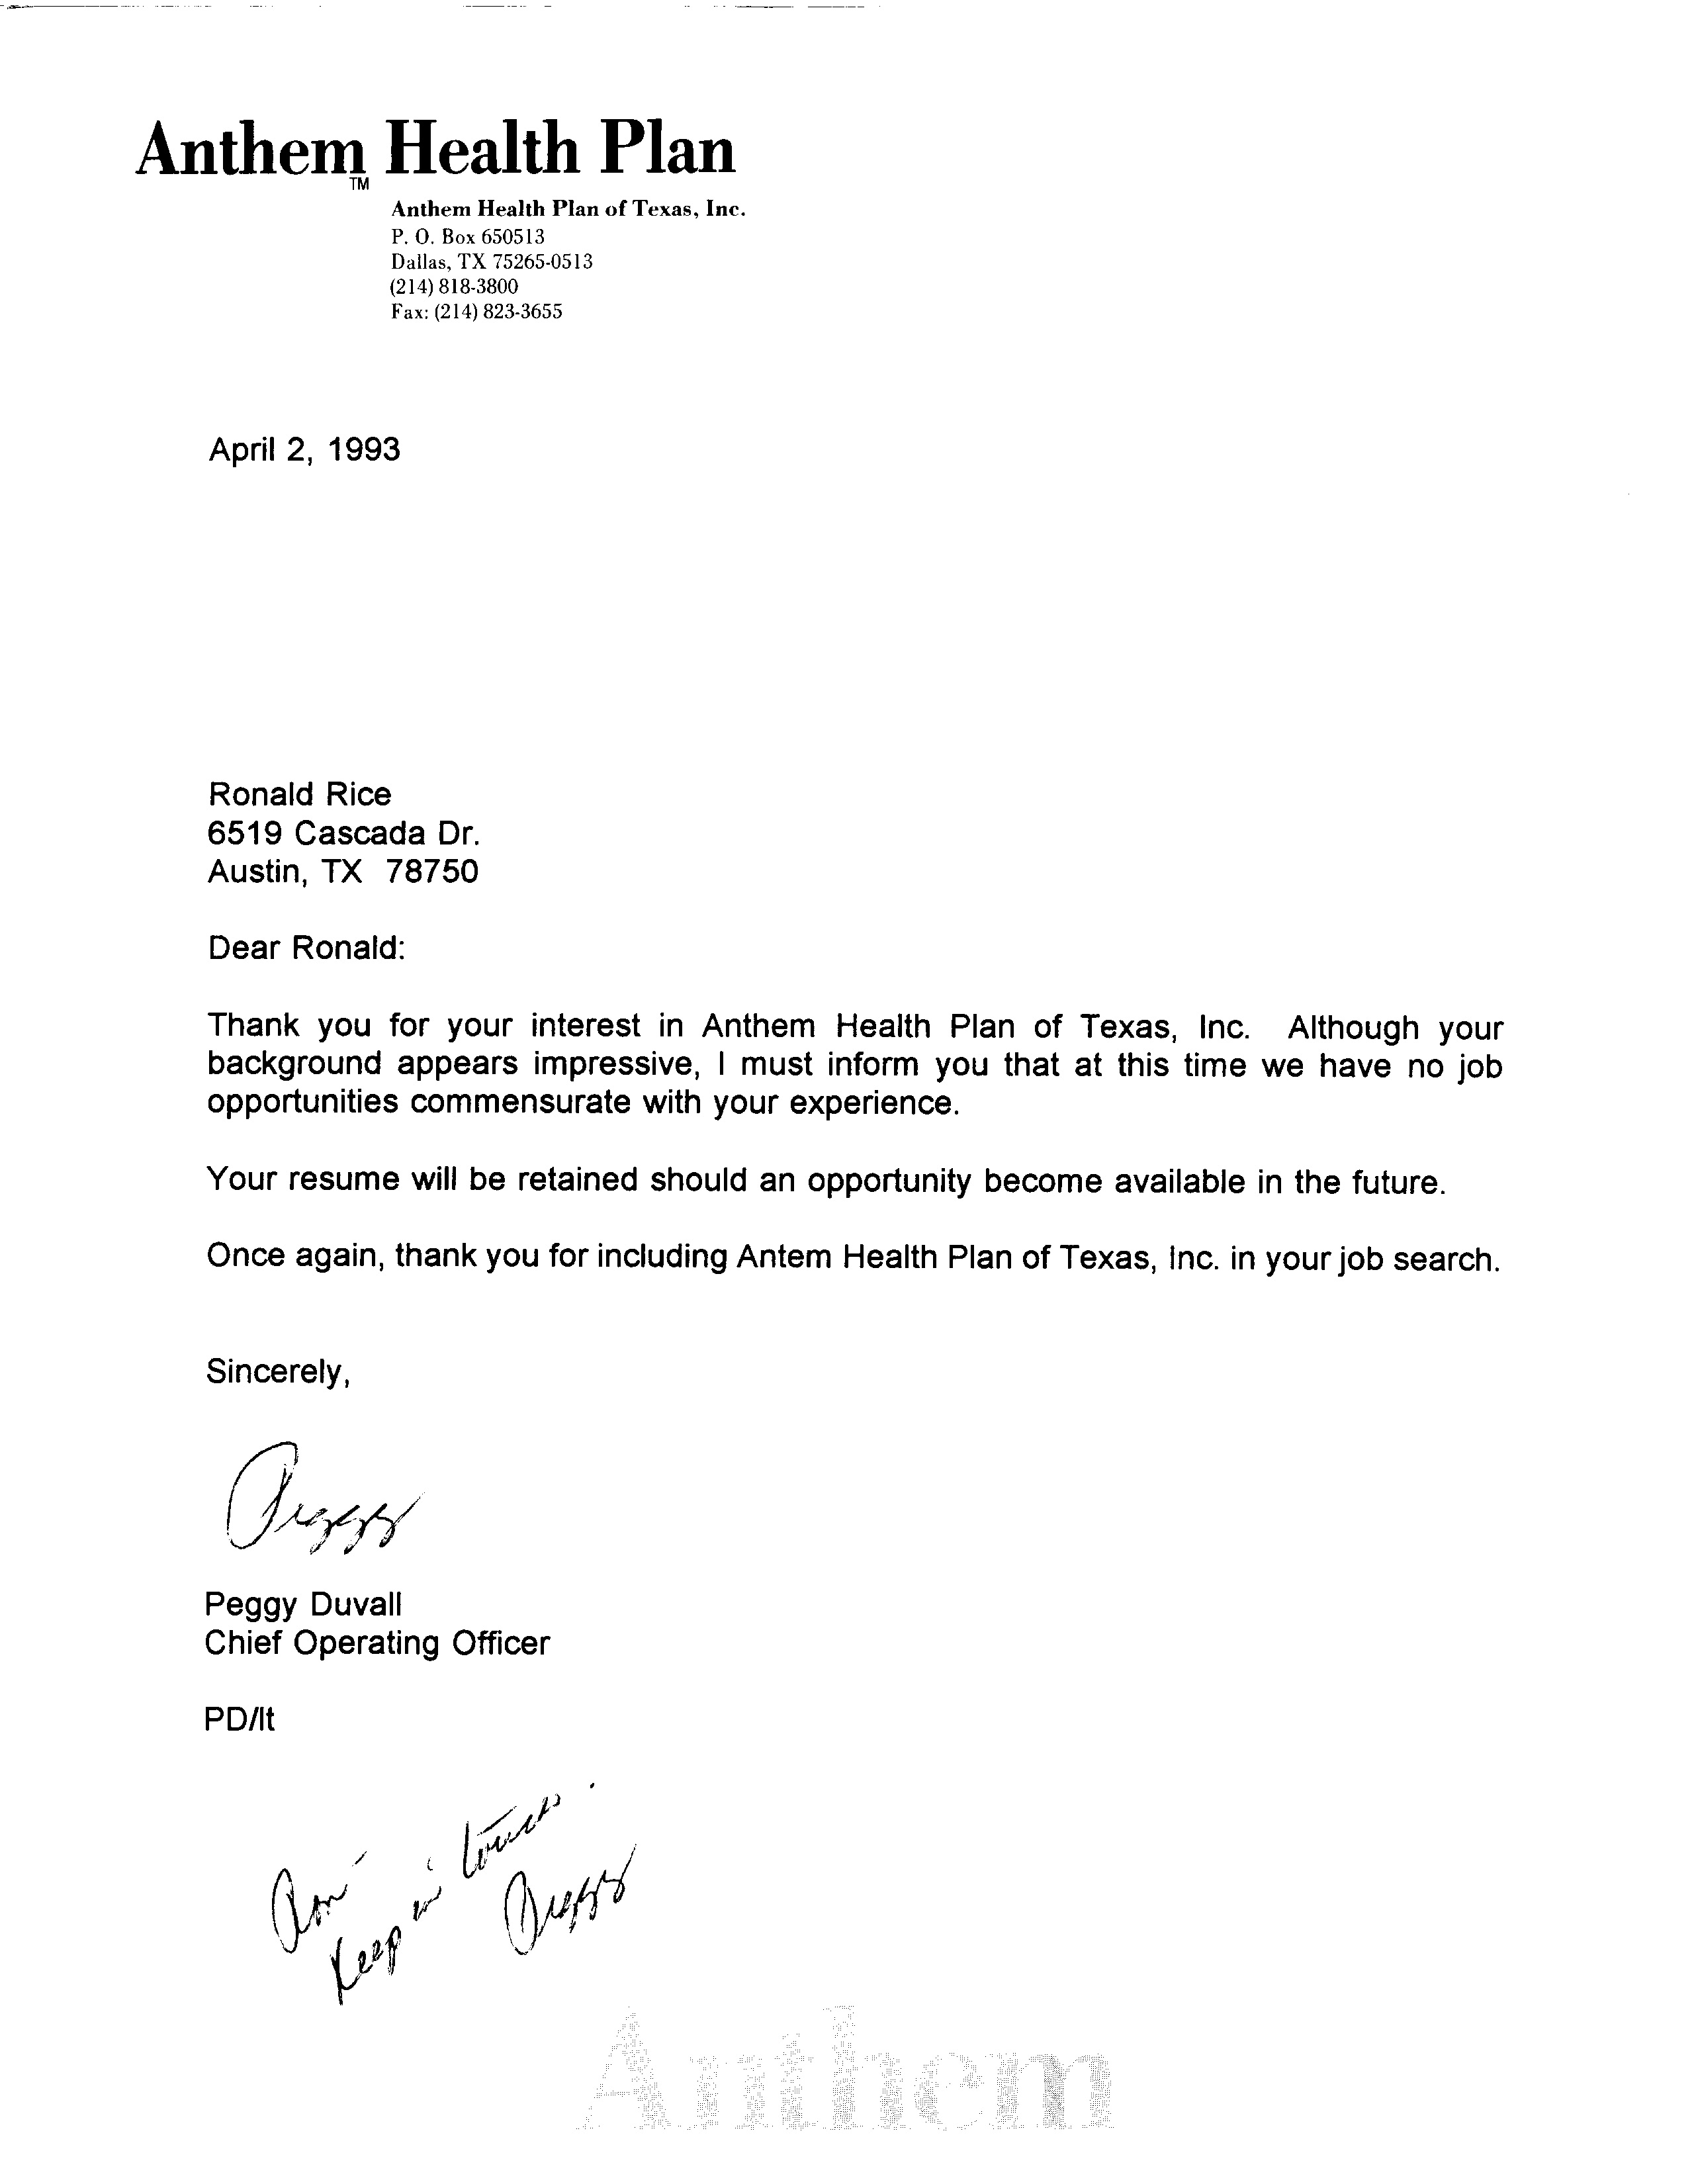 Anthem Health Plan
TM
Anthem Health Plan of Texas, Inc.
P. O. Box 650513
Dallas, TX 75265-0513
(214) 818-3800
Fax: (214) 823-3655
April 2, 1993
Ronald Rice
6519 Cascada Dr.
Austin, TX 78750
Dear Ronald:
Thank you for your interest in Anthem Health Plan of Texas, Inc. Although your
background appears impressive, I must inform you that at this time we have no job
opportunities commensurate with your experience.
Your resume will be retained should an opportunity become available in the future.
Once again, thank you for including Antem Health Plan of Texas, Inc. in your job search.
Sincerely,
Peggy
Peggy Duvall
Chief Operating Officer
PD/lt
Ron -
Keep in touch.
Peggy
Anthem